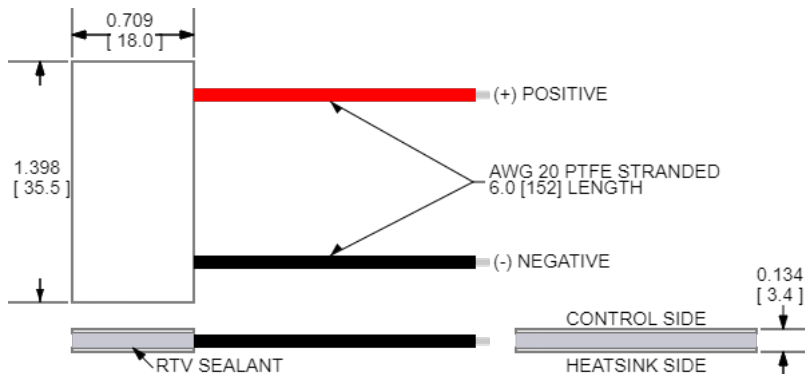 0.709
[ 18.0 ]
(+) POSITIVE
1.398
[ 35.5 ]
AWG 20 PTFE STRANDED
6.0 [152] LENGTH
(-) NEGATIVE
0.134
[ 3.4 ]
CONTROL SIDE
RTV SEALANT
HEATSINK SIDE